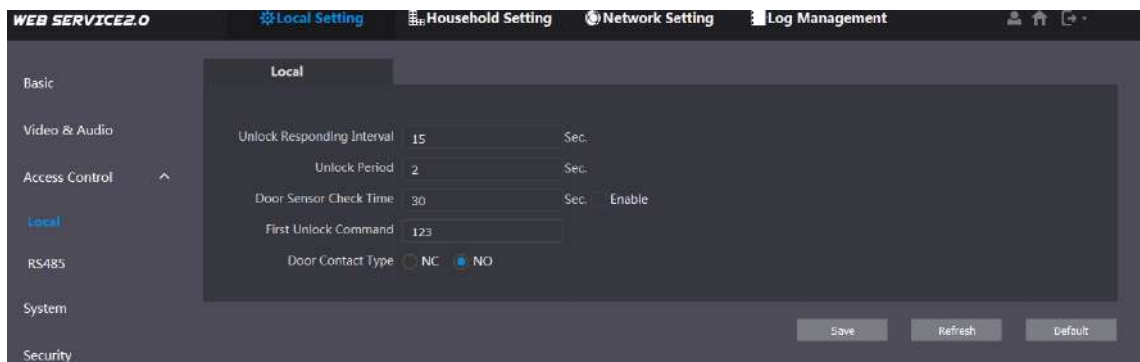 WEB SERVICE2.0 Local Setting Household Setting Network Setting Log Management
Basic
Video & Audio
Access Control
Local
RS485
System
Security
Local
Unlock Responding Interval 15 Sec.
Unlock Period 2 Sec.
Door Sensor Check Time 30 Sec. Enable
First Unlock Command 123
Door Contact Type NC NO
Save Refresh Default